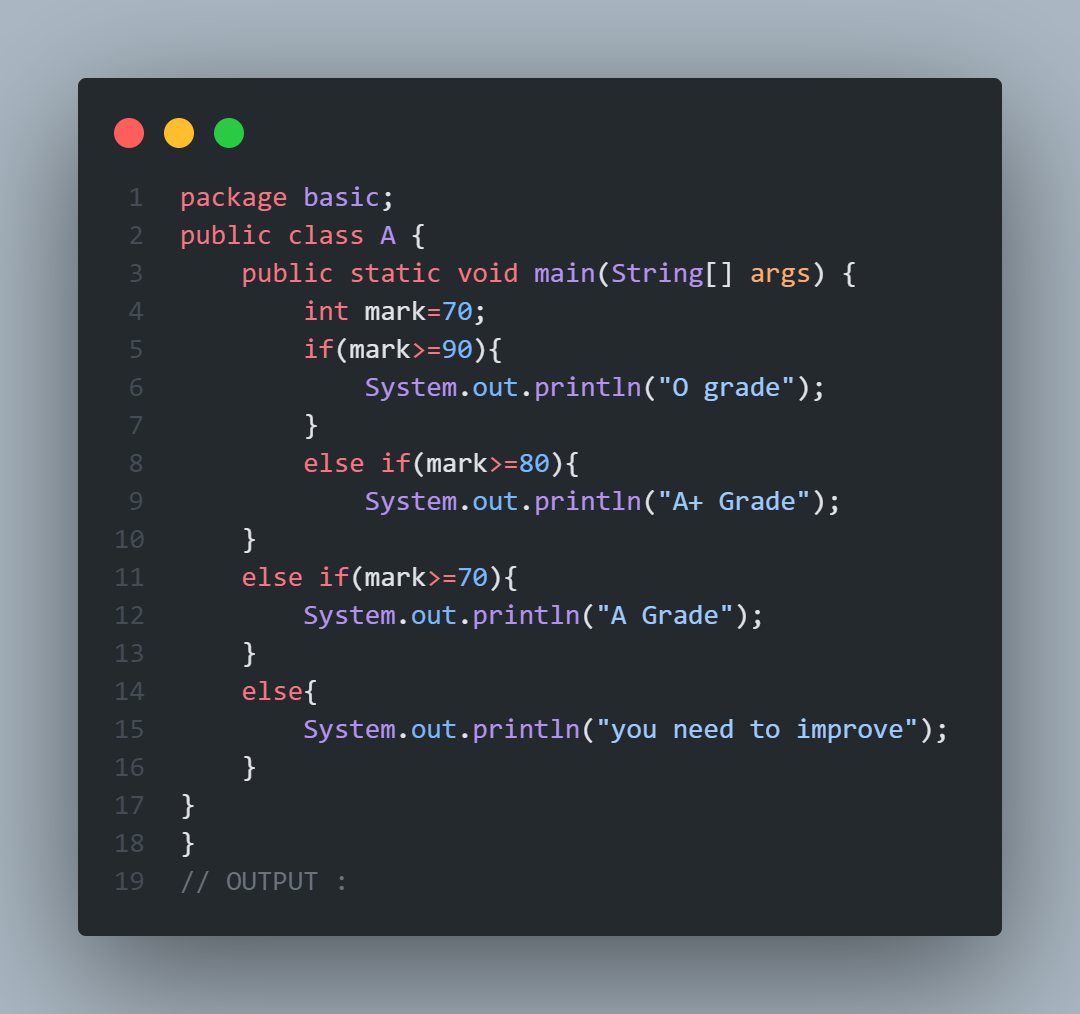 1 package basic;
2 public class A {
3     public static void main(String[] args) {
4         int mark=70;
5         if(mark>=90){
6             System.out.println("O grade");
7         }
8         else if(mark>=80){
9             System.out.println("A+ Grade");
10     }
11     else if(mark>=70){
12         System.out.println("A Grade");
13     }
14     else{
15         System.out.println("you need to improve");
16     }
17 }
18 }
19 // OUTPUT :